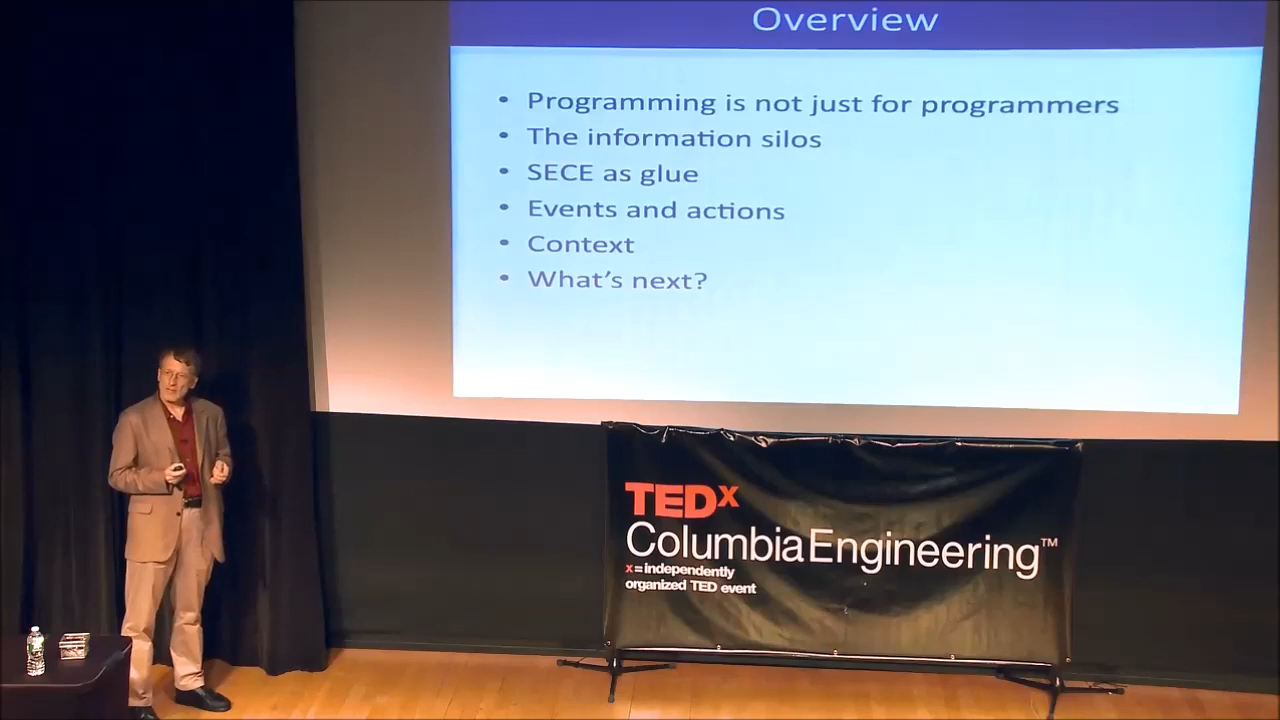 Overview
• Programming is not just for programmers
• The information silos
• SECE as glue
• Events and actions
• Context
• What's next?
TEDx
ColumbiaEngineering™
x=independently
organized TED event